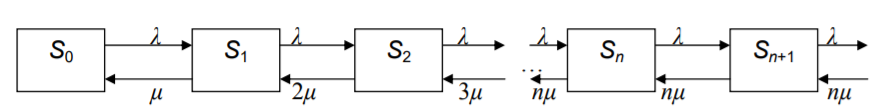 λ λ λ λ λ λ
S0 S1 S2 Sn Sn+1
...
μ 2μ 3μ nμ nμ nμ